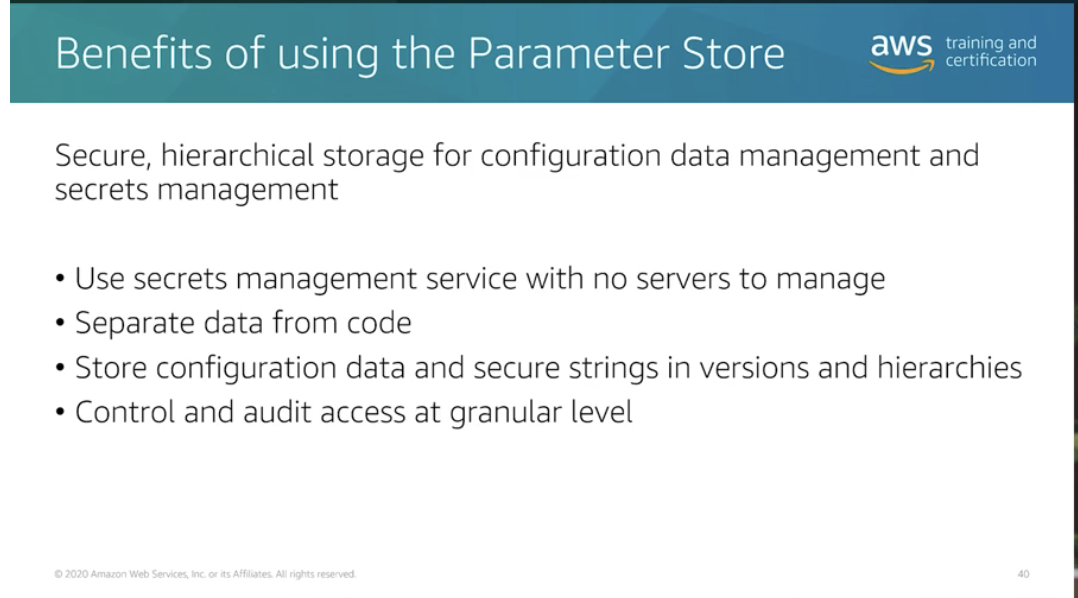 Benefits of using the Parameter Store
aws training and
certification
Secure, hierarchical storage for configuration data management and
secrets management
• Use secrets management service with no servers to manage
• Separate data from code
• Store configuration data and secure strings in versions and hierarchies
• Control and audit access at granular level
© 2020 Amazon Web Services, Inc. or its Affiliates. All rights reserved.
40